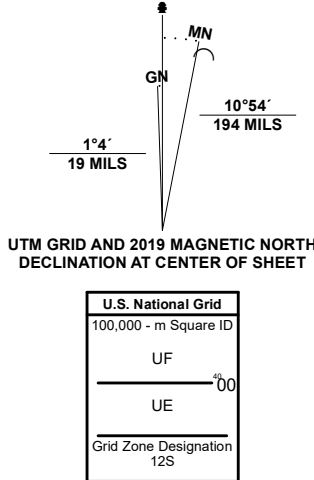 MN
GN
10°54´
194 MILS
1°4´
19 MILS
UTM GRID AND 2019 MAGNETIC NORTH
DECLINATION AT CENTER OF SHEET
U.S. National Grid
100,000 - m Square ID
UF
40
00
UE
Grid Zone Designation
12S